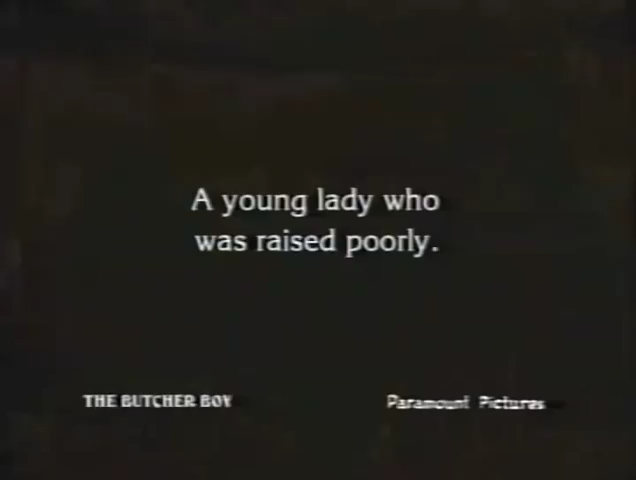 A young lady who
was raised poorly.
THE BUTCHER BOY
Paramount Pictures